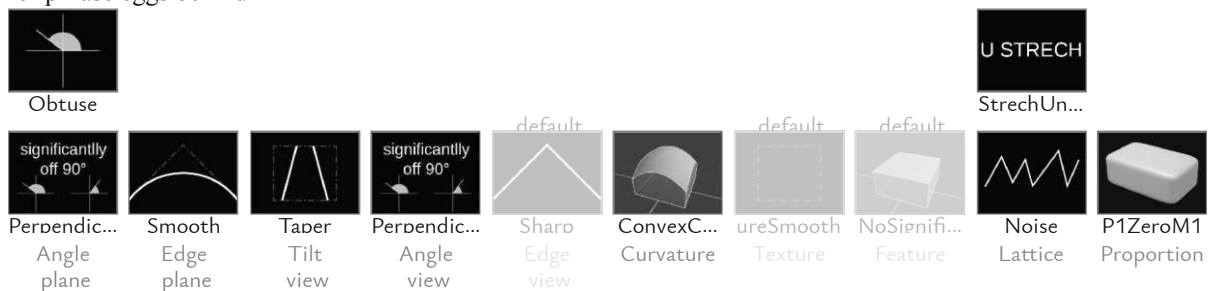 U STRECH
Obtuse
StrechUn...
default default default
significantlly
off 90°
significantlly
off 90°
Perpendic... Smooth Taper Perpendic... Sharp ConvexC... ureSmooth NoSignifi... Noise P1ZeroM1
Angle Edge Tilt Angle Edge Curvature Texture Feature Lattice Proportion
plane plane view view view